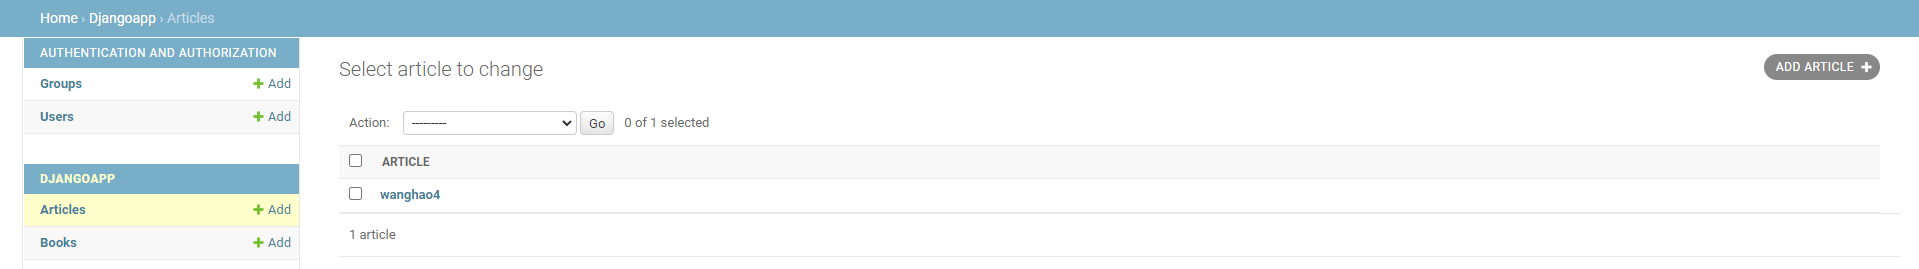 Home › Djangoapp › Articles
AUTHENTICATION AND AUTHORIZATION
Groups + Add
Users + Add
DJANGOAPP
Articles + Add
Books + Add
Select article to change
ADD ARTICLE +
Action: --------- Go 0 of 1 selected
ARTICLE
wanghao4
1 article